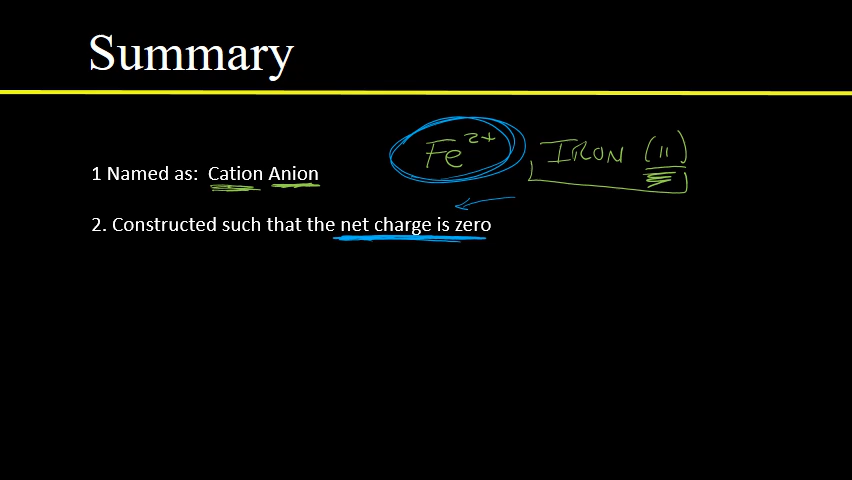 Summary
Fe²⁺ IRON (II)
1 Named as: Cation Anion
2. Constructed such that the net charge is zero